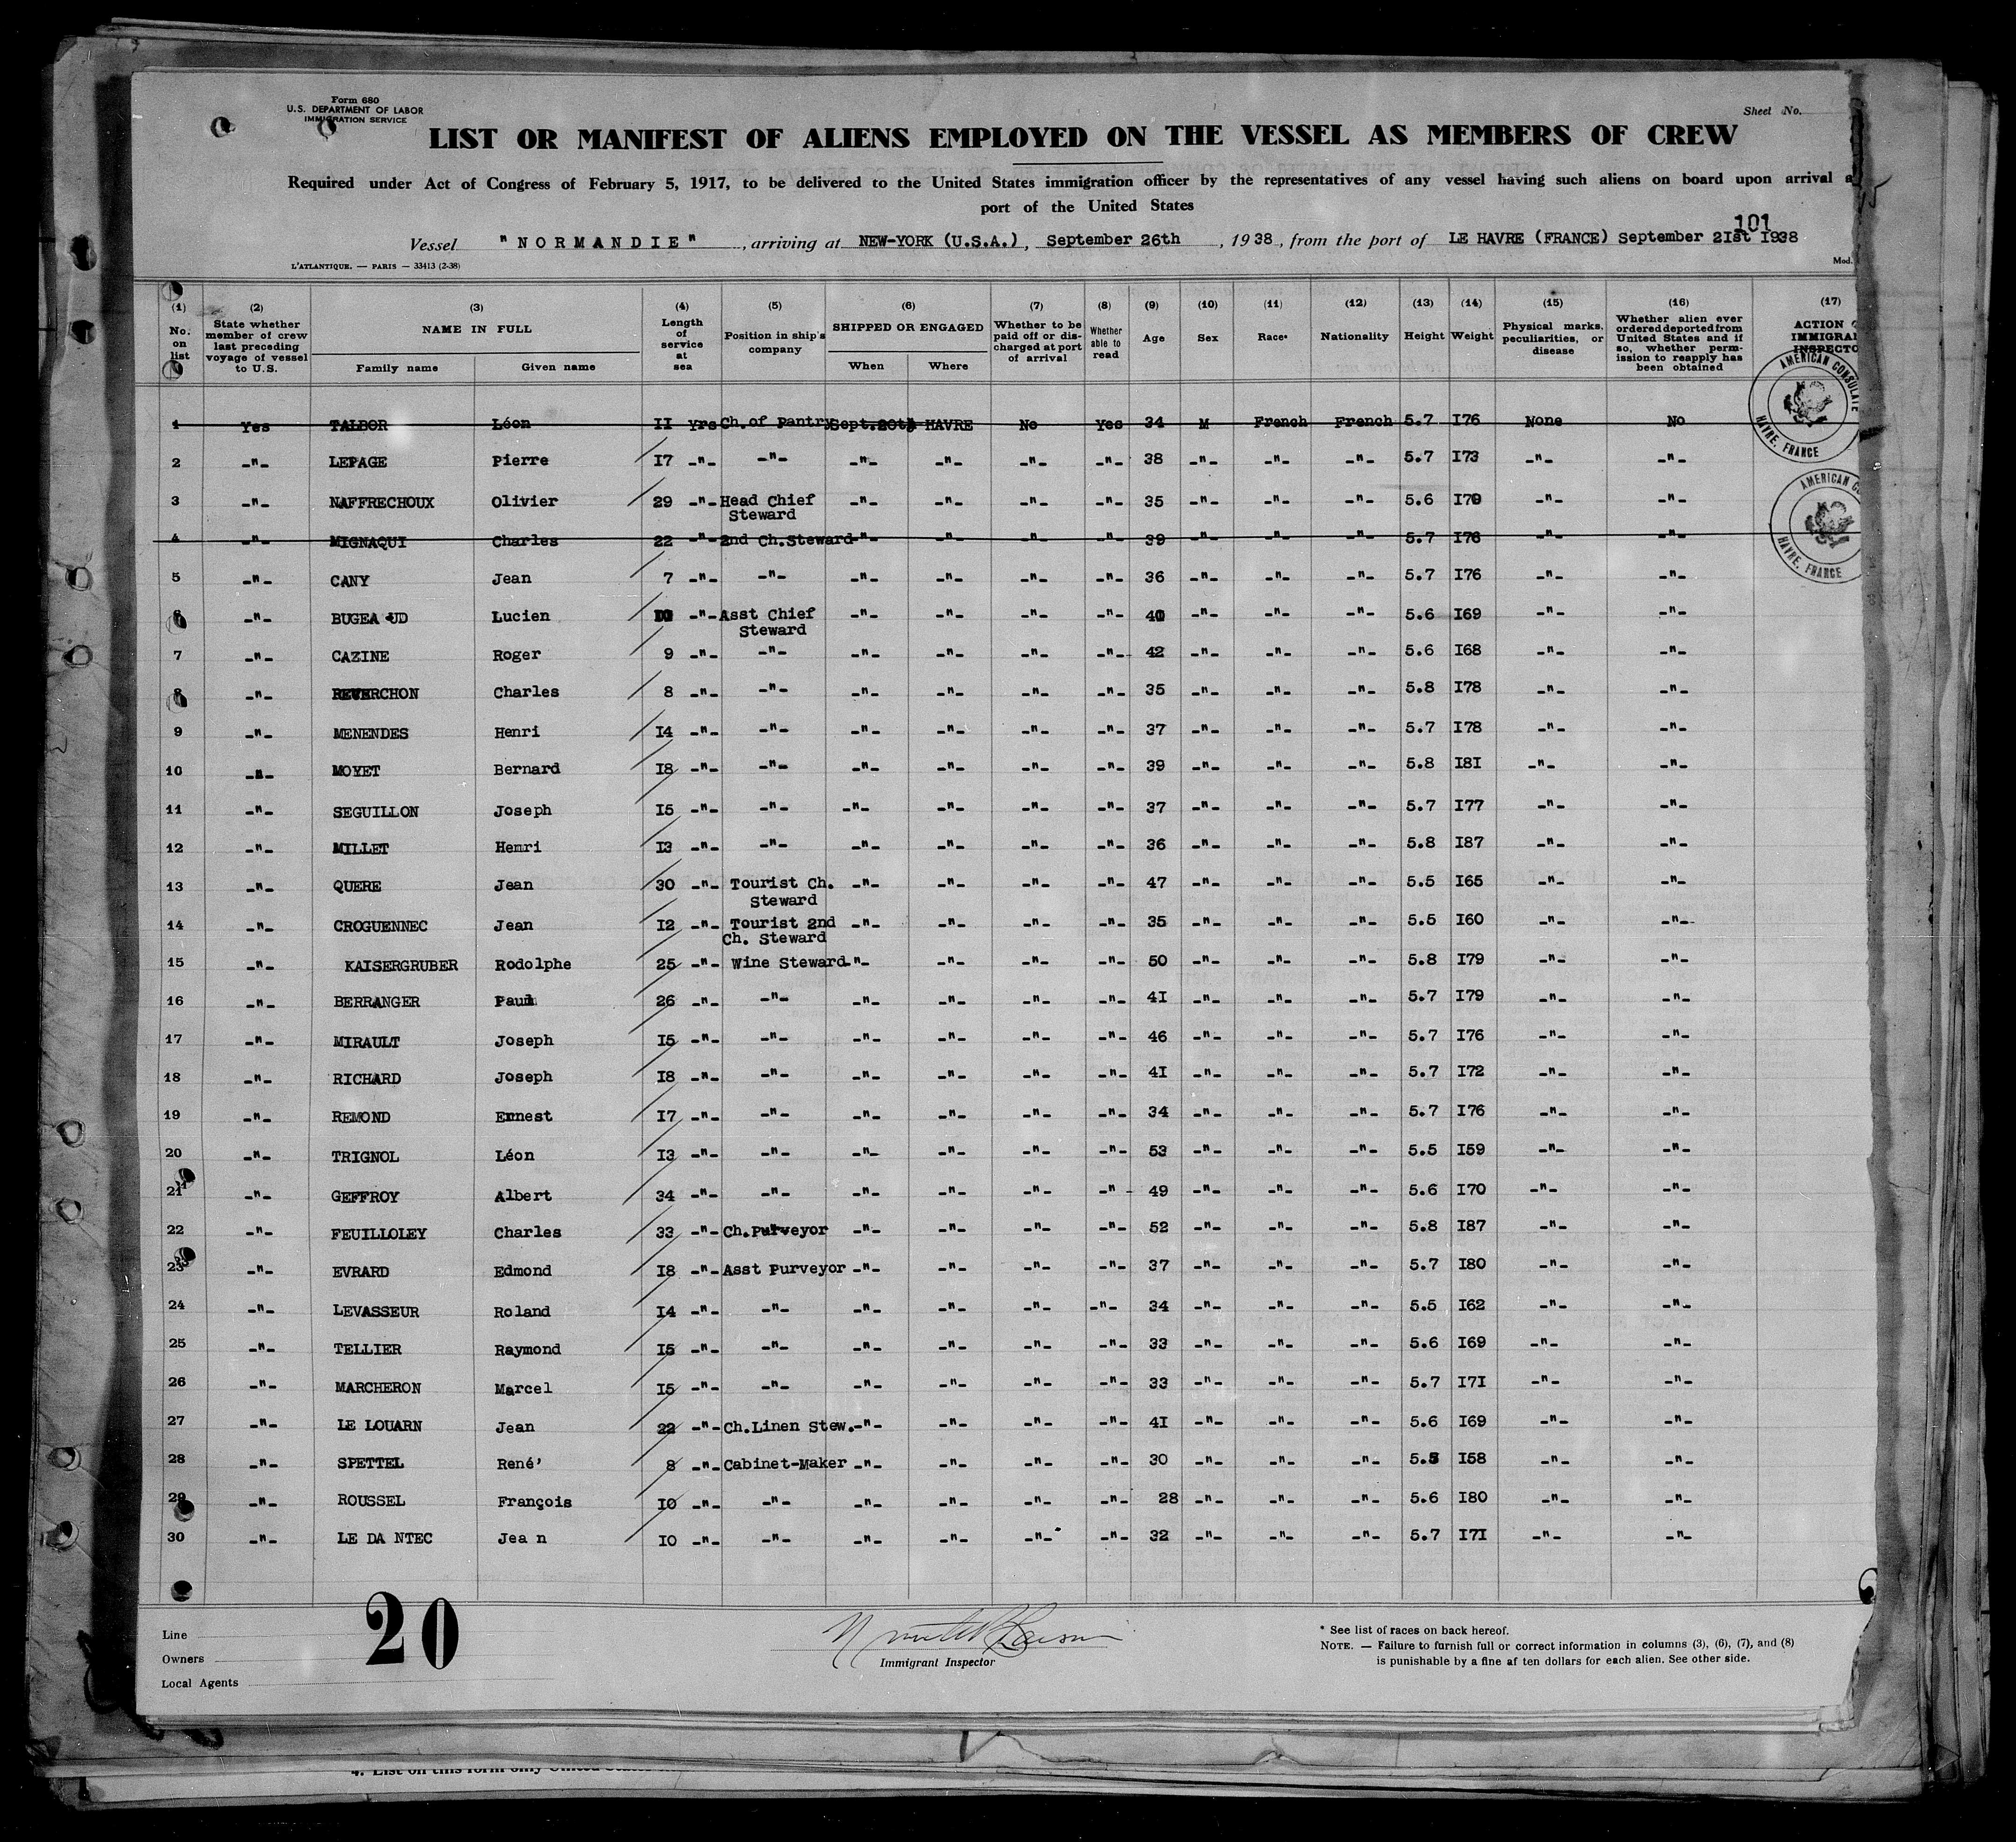 Form 680
U.S. DEPARTMENT OF LABOR
IMMIGRATION SERVICE
Sheet No.
LIST OR MANIFEST OF ALIENS EMPLOYED ON THE VESSEL AS MEMBERS OF CREW
Required under Act of Congress of February 5, 1917, to be delivered to the United States immigration officer by the representatives of any vessel having such aliens on board upon arrival a
port of the United States
101
Vessel "NORMANDIE", arriving at NEW-YORK (U.S.A.), September 26th, 1938, from the port of LE HAVRE (FRANCE) September 2Ist I938
L'ATLANTIQUE. — PARIS — 33413 (2-38)
Mod.
(1) No. on list
(2) State whether member of crew last preceding voyage of vessel to U.S.
(3) NAME IN FULL
Family name
Given name
(4) Length of service at sea
(5) Position in ship's company
(6) SHIPPED OR ENGAGED
When
Where
(7) Whether to be paid off or discharged at port of arrival
(8) Whether able to read
(9) Age
(10) Sex
(11) Race*
(12) Nationality
(13) Height
(14) Weight
(15) Physical marks, peculiarities, or disease
(16) Whether alien ever ordered deported from United States and if so, whether permission to reapply has been obtained
(17) ACTION O IMMIGRAN INSPECTO
AMERICAN CONSULATE HAVRE, FRANCE
1 Yes TALBOR Léon II Yrs Ch.of Pantry Sept.20th HAVRE No Yes 34 M French French 5.7 I76 None No
2 -"- LEPAGE Pierre I7 -"- -"- -"- -"- -"- -"- 38 -"- -"- -"- 5.7 I73 -"- -"-
3 -"- NAFFRECHOUX Olivier 29 -"- Head Chief Steward -"- -"- -"- -"- 35 -"- -"- -"- 5.6 I70 -"- -"-
AMERICAN CO HAVRE, FRANCE
4 -"- MIGNAQUI Charles 22 -"- 2nd Ch.Steward -"- -"- -"- -"- 39 -"- -"- -"- 5.7 I76 -"- -"-
5 -"- CANY Jean 7 -"- -"- -"- -"- -"- -"- 36 -"- -"- -"- 5.7 I76 -"- -"-
6 -"- BUGEAUD Lucien -"- Asst Chief Steward -"- -"- -"- -"- 40 -"- -"- -"- 5.6 I69 -"- -"-
7 -"- CAZINE Roger 9 -"- -"- -"- -"- -"- -"- 42 -"- -"- -"- 5.6 I68 -"- -"-
8 -"- REVERCHON Charles 8 -"- -"- -"- -"- -"- -"- 35 -"- -"- -"- 5.8 I78 -"- -"-
9 -"- MENENDES Henri I4 -"- -"- -"- -"- -"- -"- 37 -"- -"- -"- 5.7 I78 -"- -"-
10 -"- MOYET Bernard I8 -"- -"- -"- -"- -"- -"- 39 -"- -"- -"- 5.8 I8I -"- -"-
11 -"- SEGUILLON Joseph I5 -"- -"- -"- -"- -"- -"- 37 -"- -"- -"- 5.7 I77 -"- -"-
12 -"- MILLET Henri I3 -"- -"- -"- -"- -"- -"- 36 -"- -"- -"- 5.8 I87 -"- -"-
13 -"- QUERE Jean 30 -"- Tourist Ch. Steward -"- -"- -"- -"- 47 -"- -"- -"- 5.5 I65 -"- -"-
14 -"- CROGUENNEC Jean I2 -"- Tourist 2nd Ch. Steward -"- -"- -"- -"- 35 -"- -"- -"- 5.5 I60 -"- -"-
15 -"- KAISERGRUBER Rodolphe 25 -"- Wine Steward -"- -"- -"- -"- 50 -"- -"- -"- 5.8 I79 -"- -"-
16 -"- BERRANGER Paul 26 -"- -"- -"- -"- -"- -"- 4I -"- -"- -"- 5.7 I79 -"- -"-
17 -"- MIRAULT Joseph I5 -"- -"- -"- -"- -"- -"- 46 -"- -"- -"- 5.7 I76 -"- -"-
18 -"- RICHARD Joseph I8 -"- -"- -"- -"- -"- -"- 4I -"- -"- -"- 5.7 I72 -"- -"-
19 -"- REMOND Ernest I7 -"- -"- -"- -"- -"- -"- 34 -"- -"- -"- 5.7 I76 -"- -"-
20 -"- TRIGNOL Léon I3 -"- -"- -"- -"- -"- -"- 53 -"- -"- -"- 5.5 I59 -"- -"-
21 -"- GEFFROY Albert 34 -"- -"- -"- -"- -"- -"- 49 -"- -"- -"- 5.6 I70 -"- -"-
22 -"- FEUILLOLEY Charles 33 -"- Ch.Purveyor -"- -"- -"- -"- 52 -"- -"- -"- 5.8 I87 -"- -"-
23 -"- EVRARD Edmond I8 -"- Asst Purveyor -"- -"- -"- -"- 37 -"- -"- -"- 5.7 I80 -"- -"-
24 -"- LEVASSEUR Roland I4 -"- -"- -"- -"- -"- -"- 34 -"- -"- -"- 5.5 I62 -"- -"-
25 -"- TELLIER Raymond I5 -"- -"- -"- -"- -"- -"- 33 -"- -"- -"- 5.6 I69 -"- -"-
26 -"- MARCHERON Marcel I5 -"- -"- -"- -"- -"- -"- 33 -"- -"- -"- 5.7 I7I -"- -"-
27 -"- LE LOUARN Jean 22 -"- Ch.Linen Stew. -"- -"- -"- -"- 4I -"- -"- -"- 5.6 I69 -"- -"-
28 -"- SPETTEL René' 8 -"- Cabinet-Maker -"- -"- -"- -"- 30 -"- -"- -"- 5.5 I58 -"- -"-
29 -"- ROUSSEL François I0 -"- -"- -"- -"- -"- -"- 28 -"- -"- -"- 5.6 I80 -"- -"-
30 -"- LE DA NTEC Jea n IO -"- -"- -"- -"- -"- -"- 32 -"- -"- -"- 5.7 I7I -"- -"-
20
Line
Owners
Local Agents
Immigrant Inspector
* See list of races on back hereof.
NOTE. — Failure to furnish full or correct information in columns (3), (6), (7), and (8)
is punishable by a fine af ten dollars for each alien. See other side.
4. List on this form only United States